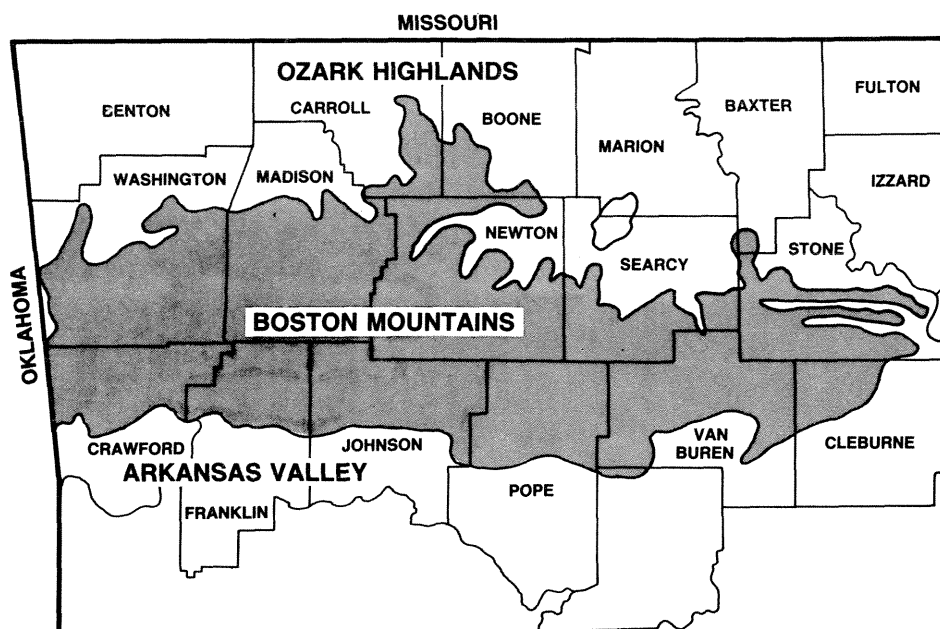 MISSOURI
OZARK HIGHLANDS
BENTON
CARROLL
BOONE
MARION
BAXTER
FULTON
WASHINGTON
MADISON
IZZARD
NEWTON
SEARCY
STONE
OKLAHOMA
BOSTON MOUNTAINS
CRAWFORD
JOHNSON
VAN
BUREN
CLEBURNE
ARKANSAS VALLEY
FRANKLIN
POPE